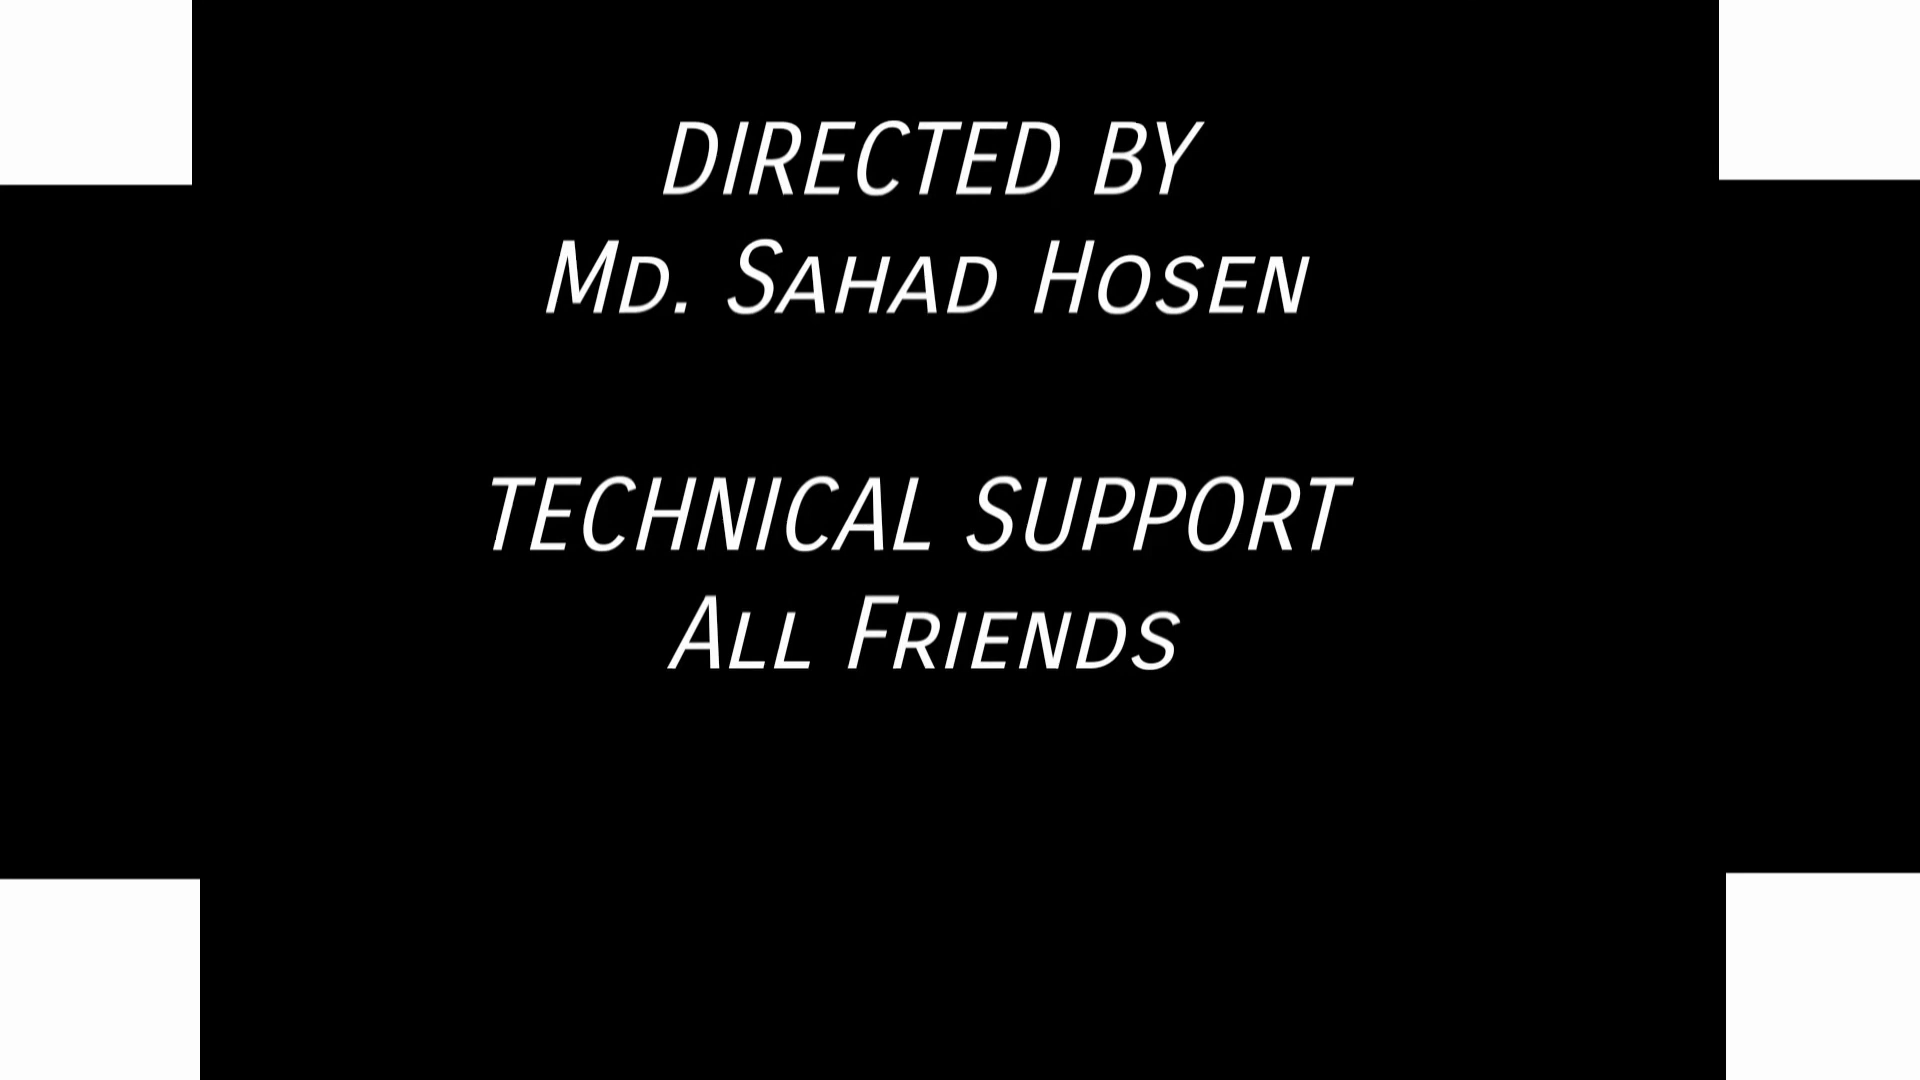 DIRECTED BY
Md. Sahad Hosen
TECHNICAL SUPPORT
All Friends